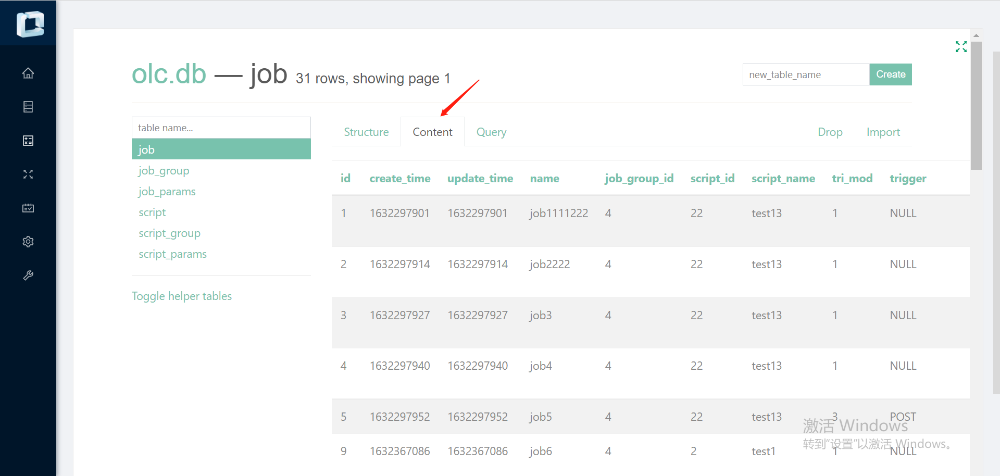 olc.db — job 31 rows, showing page 1
new_table_name Create
table name...
job
job_group
job_params
script
script_group
script_params
Toggle helper tables
Structure Content Query Drop Import
id create_time update_time name job_group_id script_id script_name tri_mod trigger
1 1632297901 1632297901 job1111222 4 22 test13 1 NULL
2 1632297914 1632297914 job2222 4 22 test13 1 NULL
3 1632297927 1632297927 job3 4 22 test13 1 NULL
4 1632297940 1632297940 job4 4 22 test13 1 NULL
5 1632297952 1632297952 job5 4 22 test13 3 POST
9 1632367086 1632367086 job6 4 2 test1 1 NULL
激活 Windows
转到“设置”以激活 Windows。